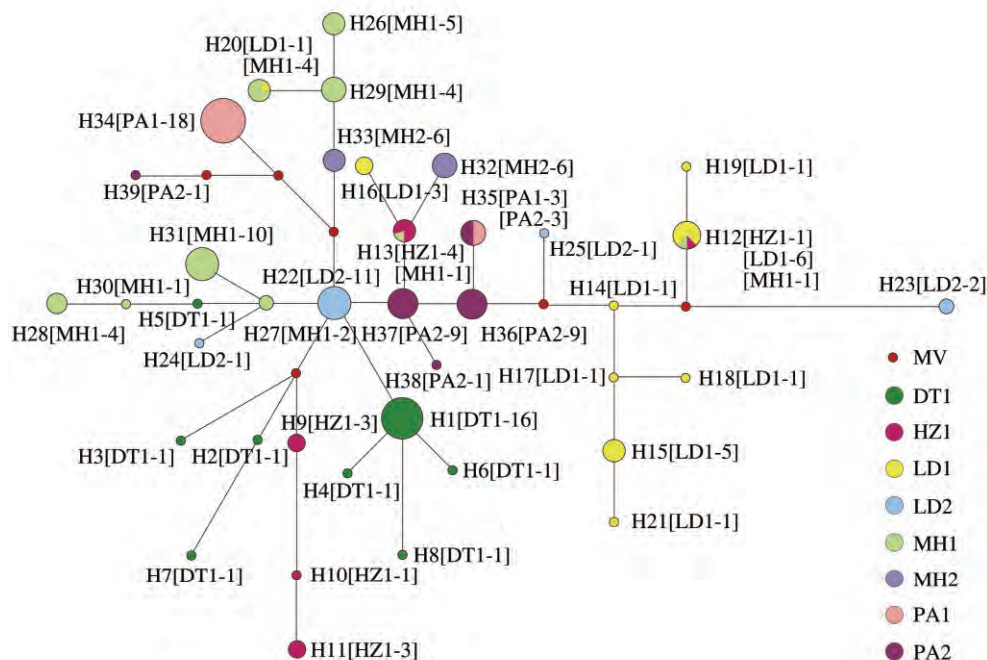 H26[MH1-5]
H20[LD1-1]
[MH1-4]
H29[MH1-4]
H34[PA1-18]
H33[MH2-6]
H32[MH2-6]
H19[LD1-1]
H39[PA2-1]
H16[LD1-3]
H35[PA1-3]
[PA2-3]
H31[MH1-10]
H13[HZ1-4]
[MH1-1]
H25[LD2-1]
H12[HZ1-1]
[LD1-6]
[MH1-1]
H22[LD2-11]
H30[MH1-1]
H14[LD1-1]
H23[LD2-2]
H28[MH1-4]
H5[DT1-1]
H27[MH1-2]
H37[PA2-9]
H36[PA2-9]
H24[LD2-1]
H38[PA2-1]
H17[LD1-1]
H18[LD1-1]
H9[HZ1-3]
H1[DT1-16]
H3[DT1-1]
H2[DT1-1]
H15[LD1-5]
H4[DT1-1]
H6[DT1-1]
H21[LD1-1]
H7[DT1-1]
H8[DT1-1]
H10[HZ1-1]
H11[HZ1-3]
MV
DT1
HZ1
LD1
LD2
MH1
MH2
PA1
PA2